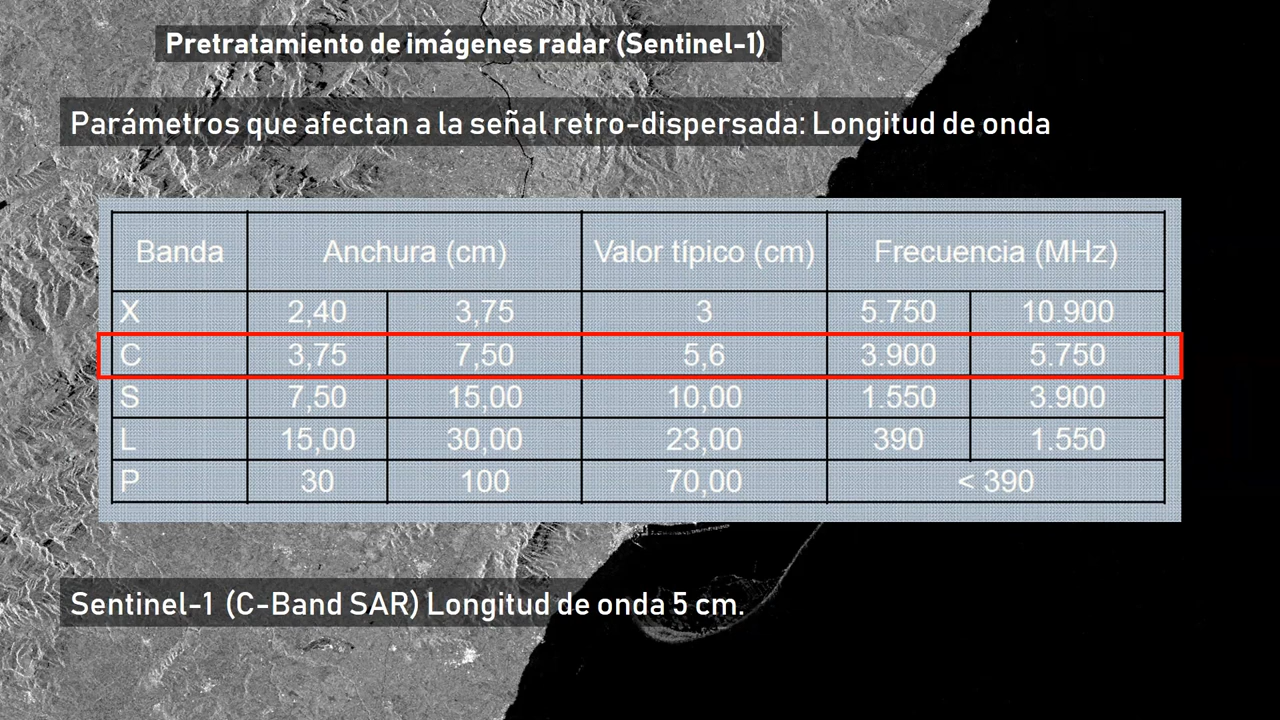 Pretratamiento de imágenes radar (Sentinel-1)
Parámetros que afectan a la señal retro-dispersada: Longitud de onda
Banda Anchura (cm) Valor típico (cm) Frecuencia (MHz)
X 2,40 3,75 3 5.750 10.900
C 3,75 7,50 5,6 3.900 5.750
S 7,50 15,00 10,00 1.550 3.900
L 15,00 30,00 23,00 390 1.550
P 30 100 70,00 < 390
Sentinel-1 (C-Band SAR) Longitud de onda 5 cm.